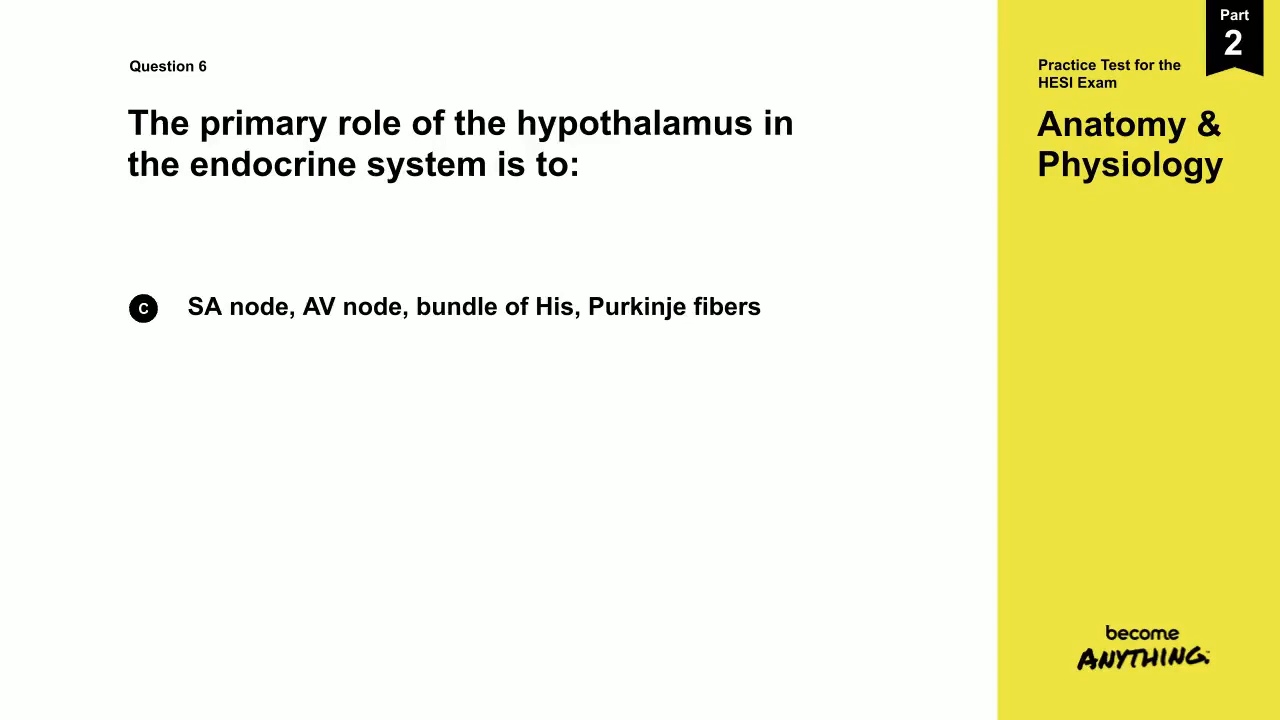 Question 6
The primary role of the hypothalamus in
the endocrine system is to:
C SA node, AV node, bundle of His, Purkinje fibers
Part
2
Practice Test for the
HESI Exam
Anatomy &
Physiology
become
ANYTHING.